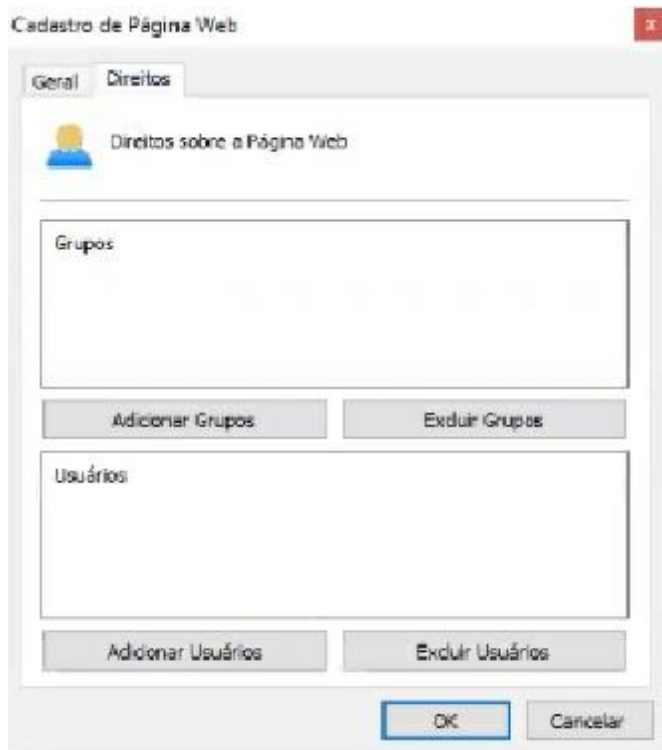 Cadastro de Página Web
x
Geral Direitos
Direitos sobre a Página Web
Grupos
Adicionar Grupos Excluir Grupos
Usuários
Adicionar Usuários Excluir Usuários
OK Cancelar